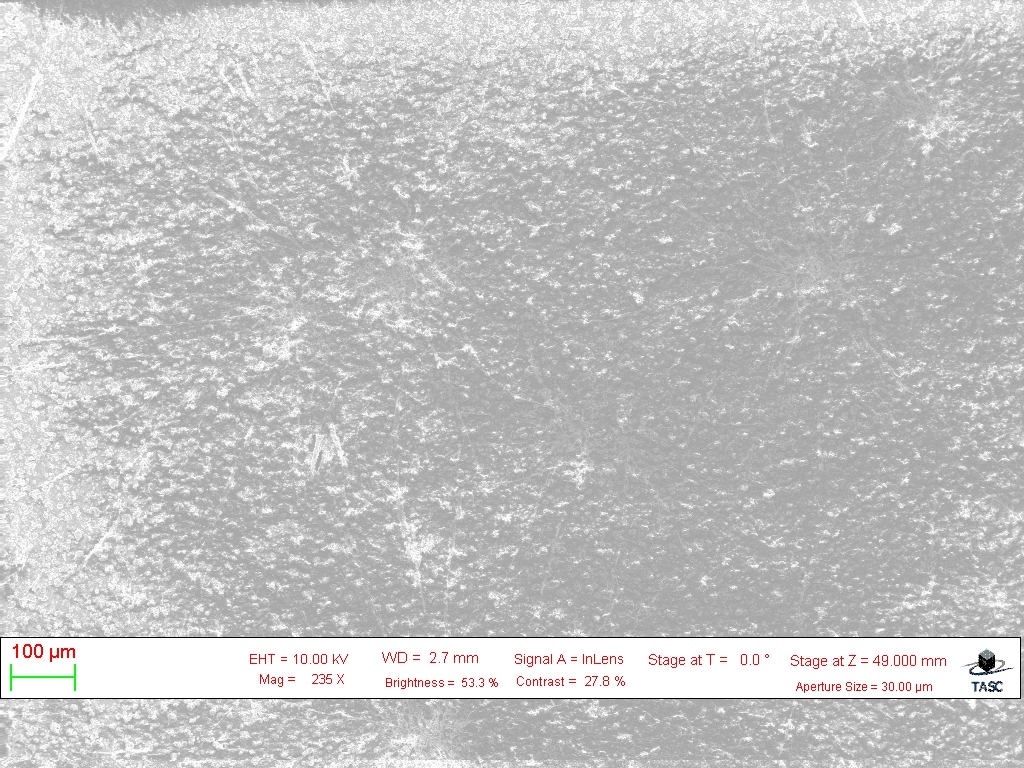 100 µm
EHT = 10.00 kV
WD = 2.7 mm
Signal A = InLens
Stage at T = 0.0 °
Stage at Z = 49.000 mm
Mag = 235 X
Brightness = 53.3 %
Contrast = 27.8 %
Aperture Size = 30.00 µm
TASC